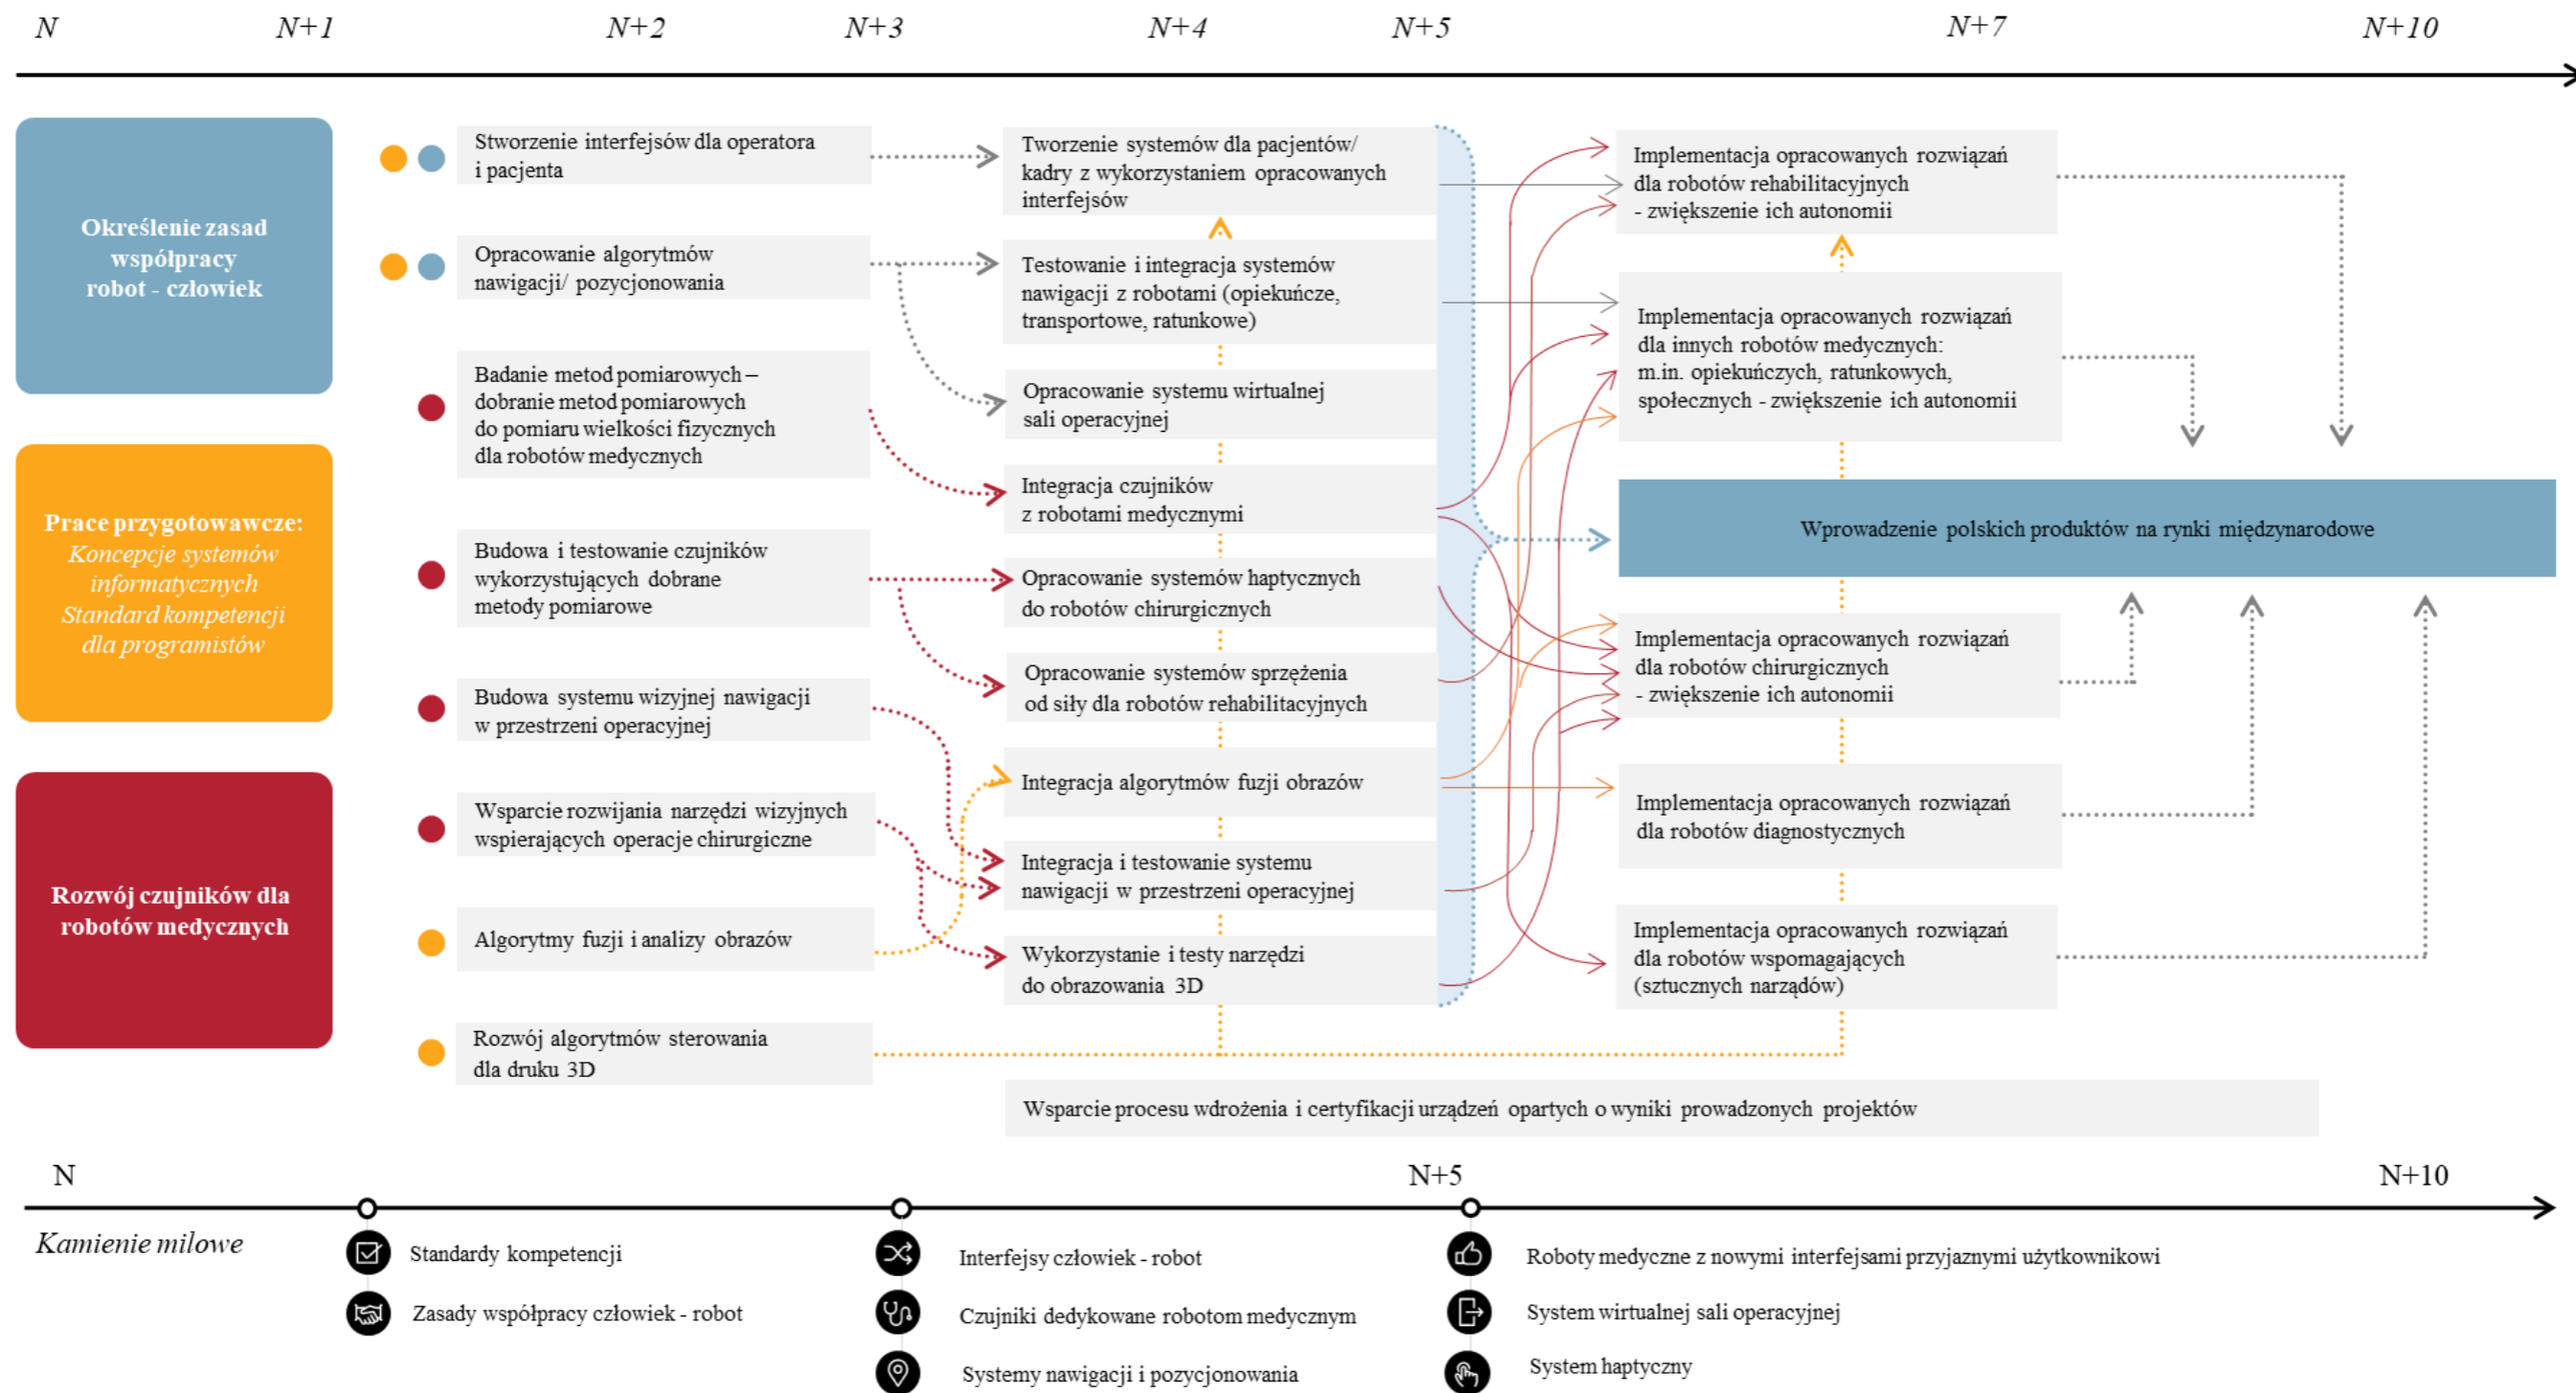 N
N+1
N+2
N+3
N+4
N+5
N+7
N+10
Określenie zasad
współpracy
robot - człowiek
Prace przygotowawcze:
Koncepcje systemów
informatycznych
Standard kompetencji
dla programistów
Rozwój czujników dla
robotów medycznych
Stworzenie interfejsów dla operatora
i pacjenta
Opracowanie algorytmów
nawigacji/ pozycjonowania
Badanie metod pomiarowych –
dobranie metod pomiarowych
do pomiaru wielkości fizycznych
dla robotów medycznych
Budowa i testowanie czujników
wykorzystujących dobrane
metody pomiarowe
Budowa systemu wizyjnej nawigacji
w przestrzeni operacyjnej
Wsparcie rozwijania narzędzi wizyjnych
wspierających operacje chirurgiczne
Algorytmy fuzji i analizy obrazów
Rozwój algorytmów sterowania
dla druku 3D
Tworzenie systemów dla pacjentów/
kadry z wykorzystaniem opracowanych
interfejsów
Testowanie i integracja systemów
nawigacji z robotami (opiekuńcze,
transportowe, ratunkowe)
Opracowanie systemu wirtualnej
sali operacyjnej
Integracja czujników
z robotami medycznymi
Opracowanie systemów haptycznych
do robotów chirurgicznych
Opracowanie systemów sprzężenia
od siły dla robotów rehabilitacyjnych
Integracja algorytmów fuzji obrazów
Integracja i testowanie systemu
nawigacji w przestrzeni operacyjnej
Wykorzystanie i testy narzędzi
do obrazowania 3D
Implementacja opracowanych rozwiązań
dla robotów rehabilitacyjnych
- zwiększenie ich autonomii
Implementacja opracowanych rozwiązań
dla innych robotów medycznych:
m.in. opiekuńczych, ratunkowych,
społecznych - zwiększenie ich autonomii
Wprowadzenie polskich produktów na rynki międzynarodowe
Implementacja opracowanych rozwiązań
dla robotów chirurgicznych
- zwiększenie ich autonomii
Implementacja opracowanych rozwiązań
dla robotów diagnostycznych
Implementacja opracowanych rozwiązań
dla robotów wspomagających
(sztucznych narządów)
Wsparcie procesu wdrożenia i certyfikacji urządzeń opartych o wyniki prowadzonych projektów
N
N+5
N+10
Kamienie milowe
Standardy kompetencji
Zasady współpracy człowiek - robot
Interfejsy człowiek - robot
Czujniki dedykowane robotom medycznym
Systemy nawigacji i pozycjonowania
Roboty medyczne z nowymi interfejsami przyjaznymi użytkownikowi
System wirtualnej sali operacyjnej
System haptyczny